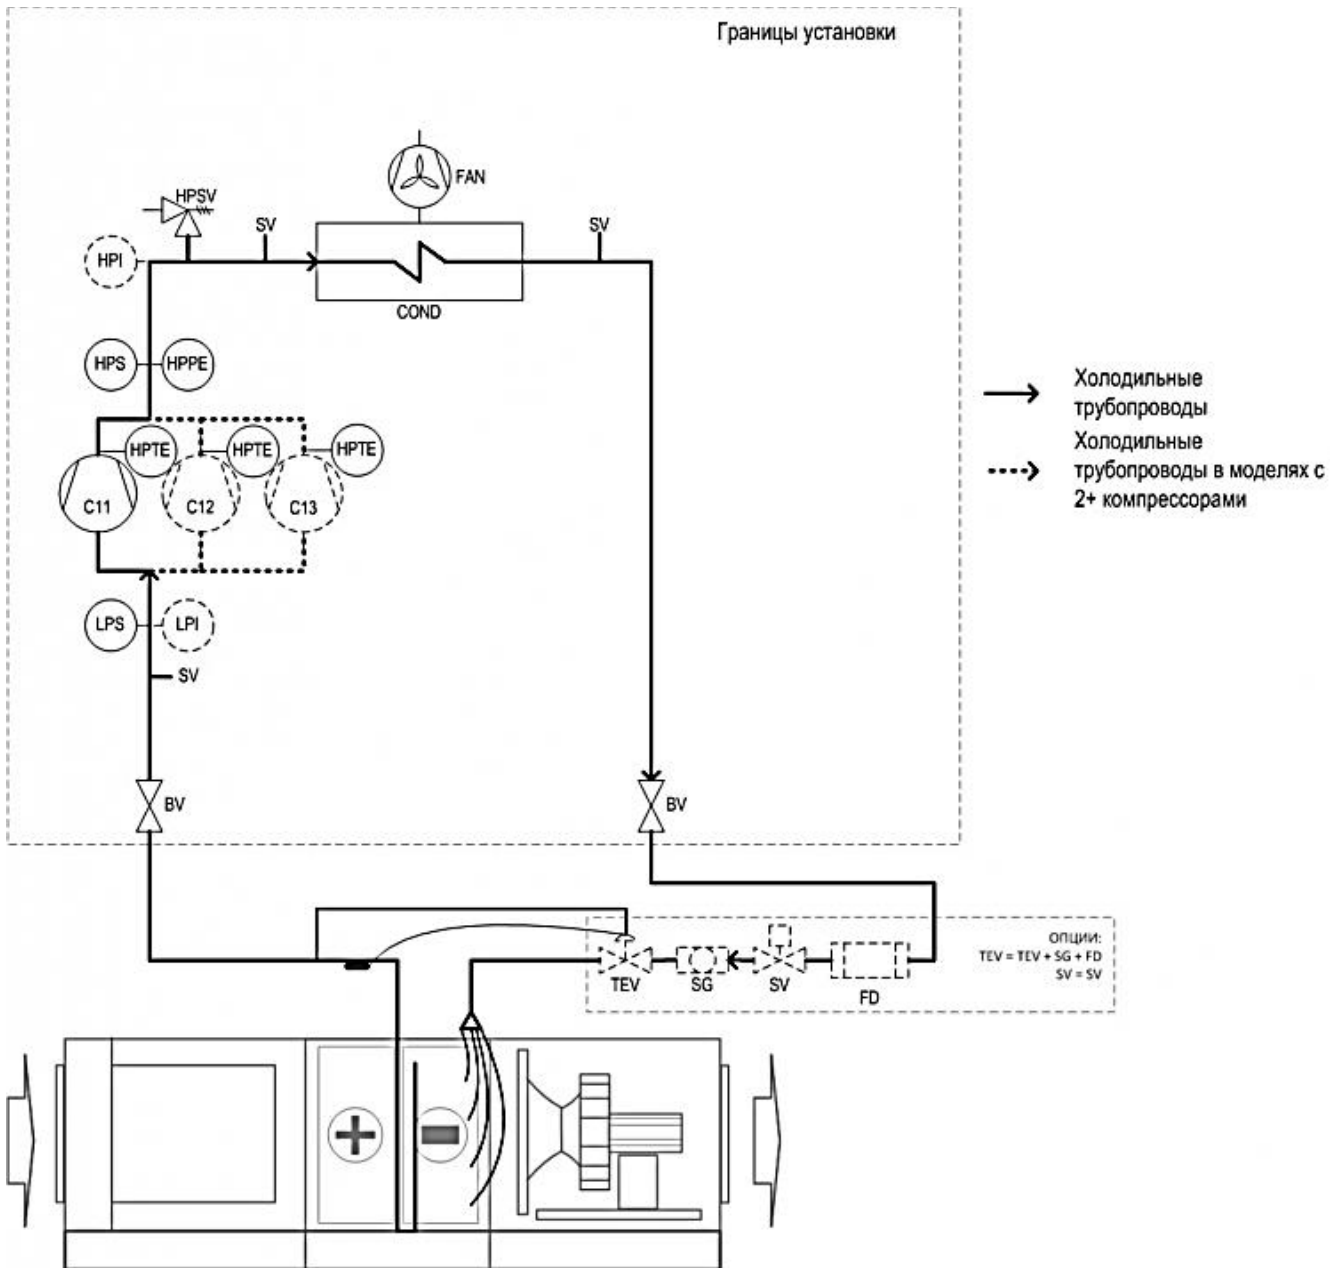 Границы установки
FAN
HPSV
SV
SV
HPI
COND
HPS
HPPE
HPTE
HPTE
HPTE
C11
C12
C13
LPS
LPI
SV
BV
BV
Холодильные
трубопроводы
Холодильные
трубопроводы в моделях с
2+ компрессорами
ОПЦИИ:
TEV = TEV + SG + FD
SV = SV
TEV
SG
SV
FD